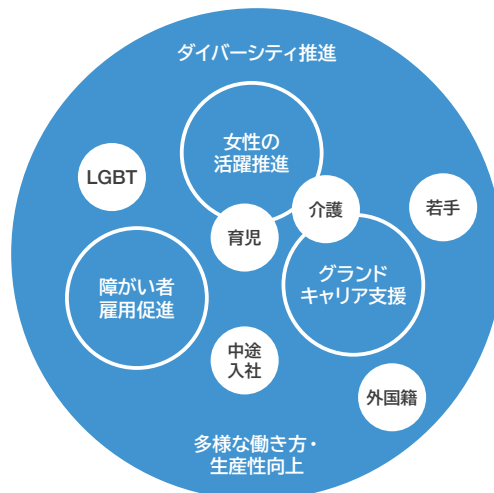 ダイバーシティ推進
女性の
活躍推進
LGBT
介護
若手
育児
障がい者
雇用促進
グランド
キャリア支援
中途
入社
外国籍
多様な働き方・
生産性向上